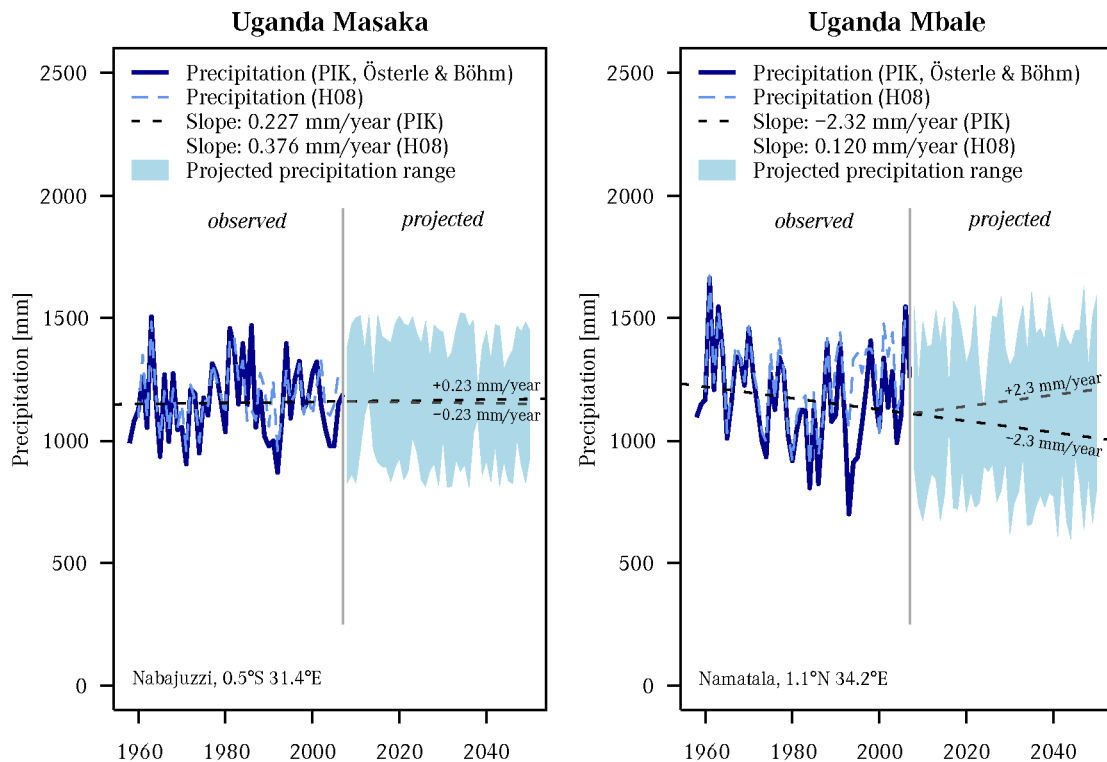 Uganda Masaka
Precipitation [mm]
2500
2000
1500
1000
500
0
Precipitation (PIK, Österle & Böhm)
Precipitation (H08)
Slope: 0.227 mm/year (PIK)
Slope: 0.376 mm/year (H08)
Projected precipitation range
observed projected
+0.23 mm/year
−0.23 mm/year
Nabajuzzi, 0.5°S 31.4°E
1960 1980 2000 2020 2040
Uganda Mbale
Precipitation [mm]
2500
2000
1500
1000
500
0
Precipitation (PIK, Österle & Böhm)
Precipitation (H08)
Slope: −2.32 mm/year (PIK)
Slope: 0.120 mm/year (H08)
Projected precipitation range
observed projected
+2.3 mm/year
−2.3 mm/year
Namatala, 1.1°N 34.2°E
1960 1980 2000 2020 2040